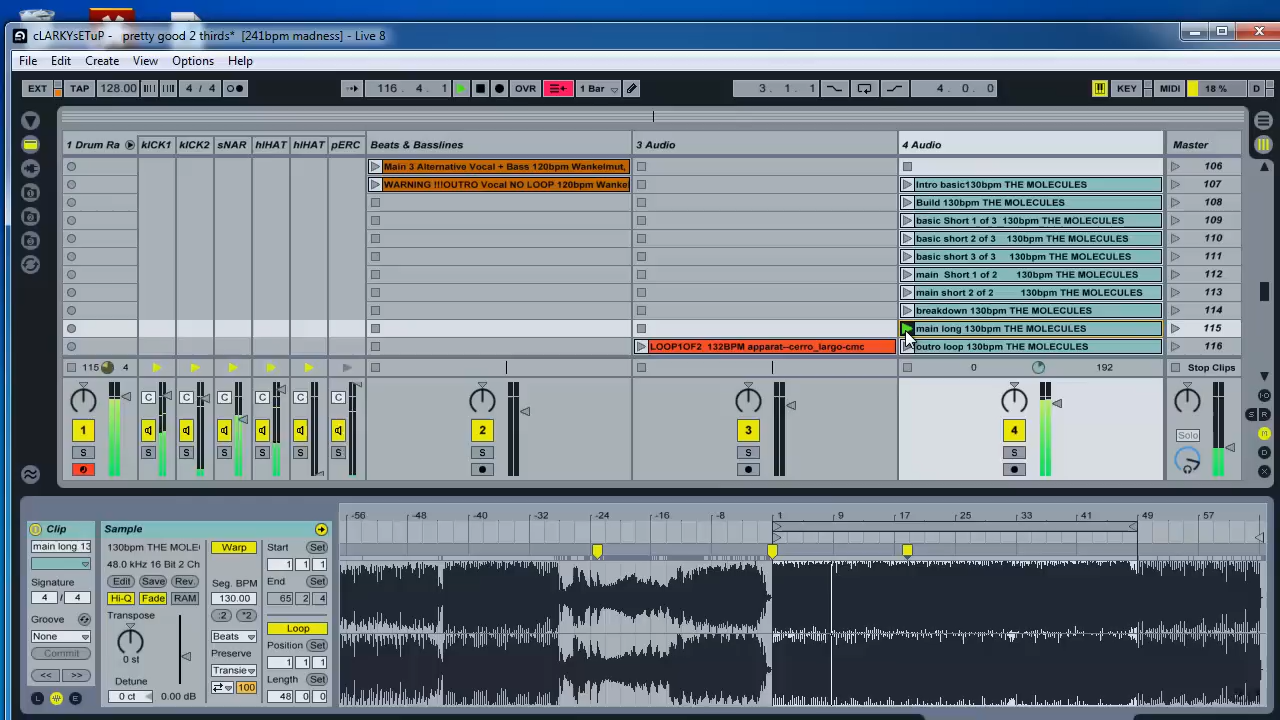 cLARKYsETuP - pretty good 2 thirds* [241bpm madness] - Live 8
File Edit Create View Options Help
EXT TAP 128.00 4 / 4 116 . 4 . 1 OVR 1 Bar 3 . 1 . 1 4 . 0 . 0 KEY MIDI 18 % D
1 Drum Ra kICK1 kICK2 sNAR hIHAT hIHAT pERC Beats & Basslines 3 Audio 4 Audio Master
Main 3 Alternative Vocal + Bass 120bpm Wankelmut, 106
WARNING !!!OUTRO Vocal NO LOOP 120bpm Wanke Intro basic130bpm THE MOLECULES 107
Build 130bpm THE MOLECULES 108
basic Short 1 of 3 130bpm THE MOLECULES 109
basic short 2 of 3 130bpm THE MOLECULES 110
basic short 3 of 3 130bpm THE MOLECULES 111
main Short 1 of 2 130bpm THE MOLECULES 112
main short 2 of 2 130bpm THE MOLECULES 113
breakdown 130bpm THE MOLECULES 114
main long 130bpm THE MOLECULES 115
LOOP1OF2 132BPM apparat--cerro_largo-cmc outro loop 130bpm THE MOLECULES 116
115 4 0 192 Stop Clips
C C C C C C
1 2 3 4 Solo
S S S S S S S S S
I·O S R M D X
Clip Sample
-56 -48 -40 -32 -24 -16 -8 1 9 17 25 33 41 49 57
main long 13 130bpm THE MOLE Warp Start Set
48.0 kHz 16 Bit 2 Ch 1 1 1
Signature Edit Save Rev. Seg. BPM End Set
4 / 4 Hi-Q Fade RAM 130.00 65 2 4
Groove Transpose :2 *2 Loop
None Beats Position Set
Commit 0 st Preserve 1 1 1
<< >> Detune Transie Length Set
0 ct 0.00 dB 100 48 0 0
L E